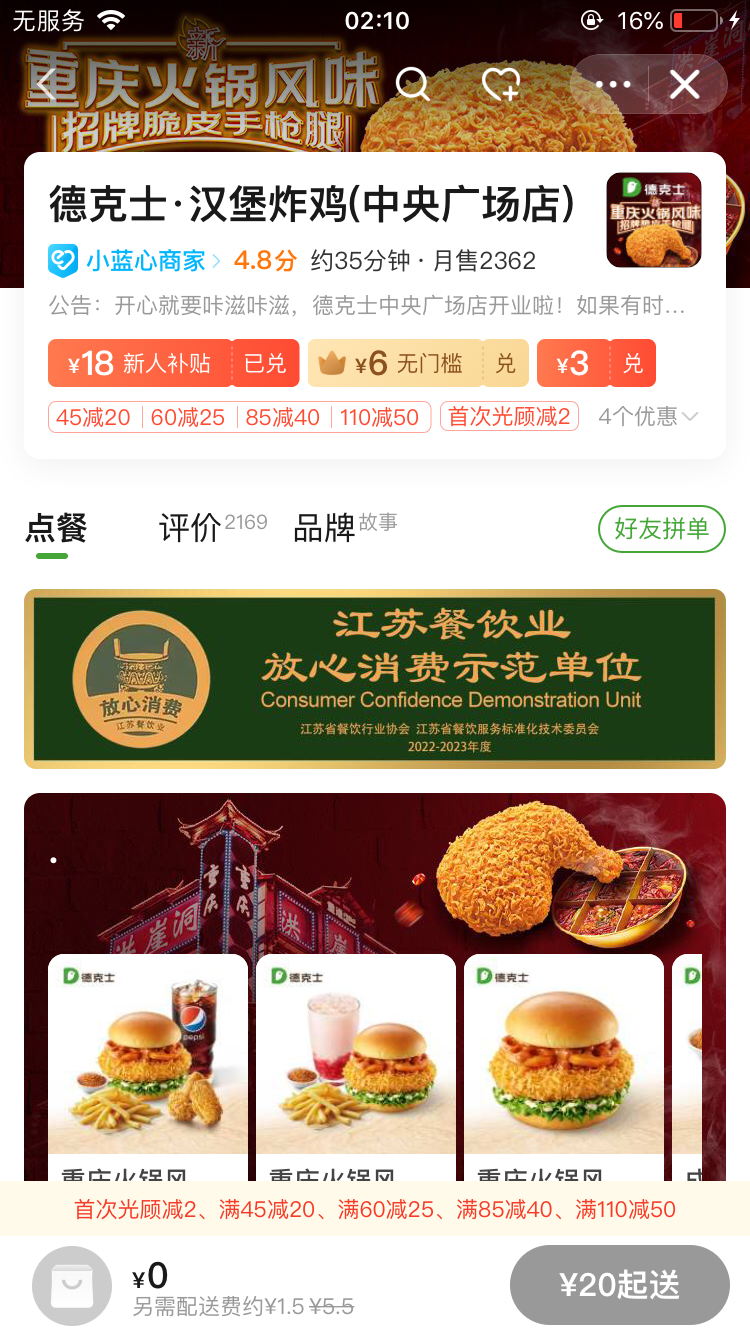 无服务
02:10
16%
新
重庆火锅风味
招牌脆皮手枪腿
德克士·汉堡炸鸡(中央广场店)
德克士
重庆火锅风味
招牌脆皮手枪腿
小蓝心商家 4.8分 约35分钟·月售2362
公告：开心就要咔滋咔滋，德克士中央广场店开业啦！如果有时...
¥18 新人补贴 已兑 ¥6 无门槛 兑 ¥3 兑
45减20 60减25 85减40 110减50 首次光顾减2 4个优惠
点餐 评价2169 品牌故事 好友拼单
江苏餐饮业
放心消费示范单位
Consumer Confidence Demonstration Unit
江苏省餐饮行业协会 江苏省餐饮服务标准化技术委员会
2022-2023年度
放心消费
江苏餐饮业
重庆 重庆
洪崖洞 洪崖
德克士 德克士 德克士
pepsi
重庆火锅风 重庆火锅风 重庆火锅风
首次光顾减2、满45减20、满60减25、满85减40、满110减50
¥0
另需配送费约¥1.5 ¥5.5
¥20起送